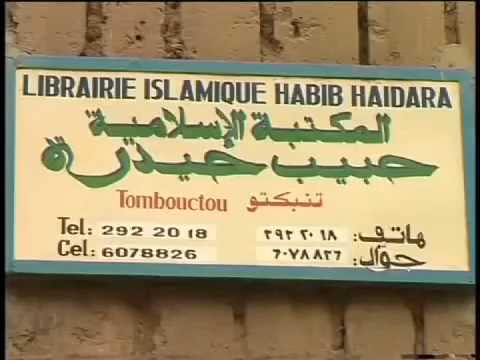 LIBRAIRIE ISLAMIQUE HABIB HAIDARA
المكتبة الإسلامية
حبيب حيدرة
Tombouctou تنبكتو
Tel: 292 20 18
هاتف: ٢٩٢ ٢٠ ١٨
Cel: 6078826
جوال: ٦٠٧٨٨٢٦